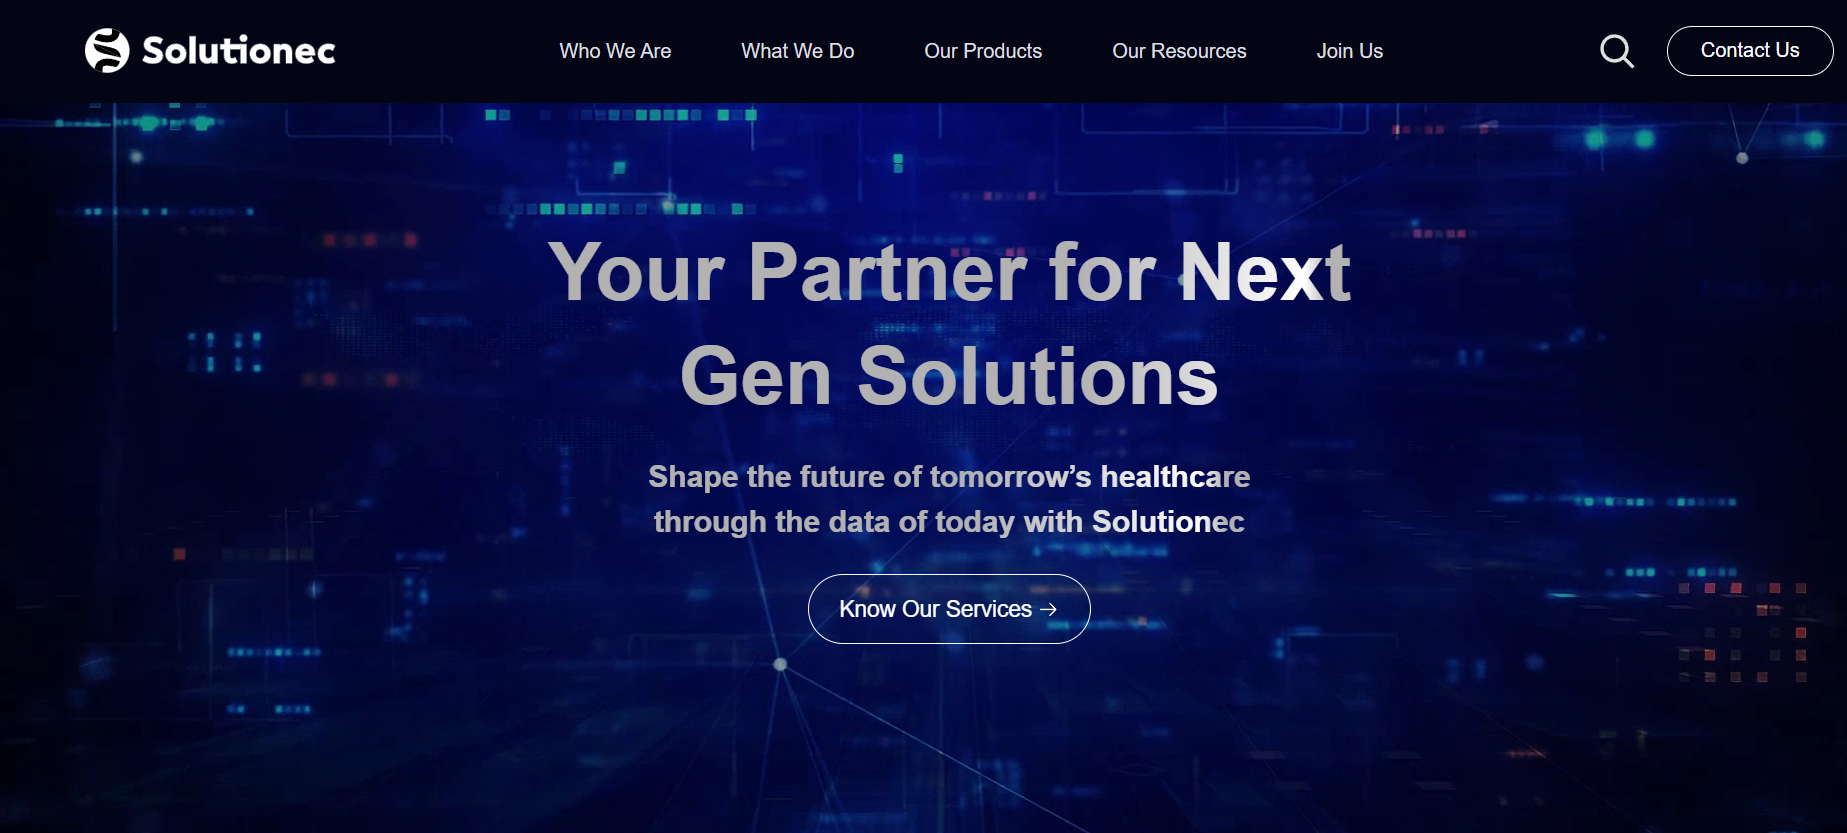 Solutionec
Who We Are
What We Do
Our Products
Our Resources
Join Us
Contact Us
Your Partner for Next
Gen Solutions
Shape the future of tomorrow’s healthcare
through the data of today with Solutionec
Know Our Services →